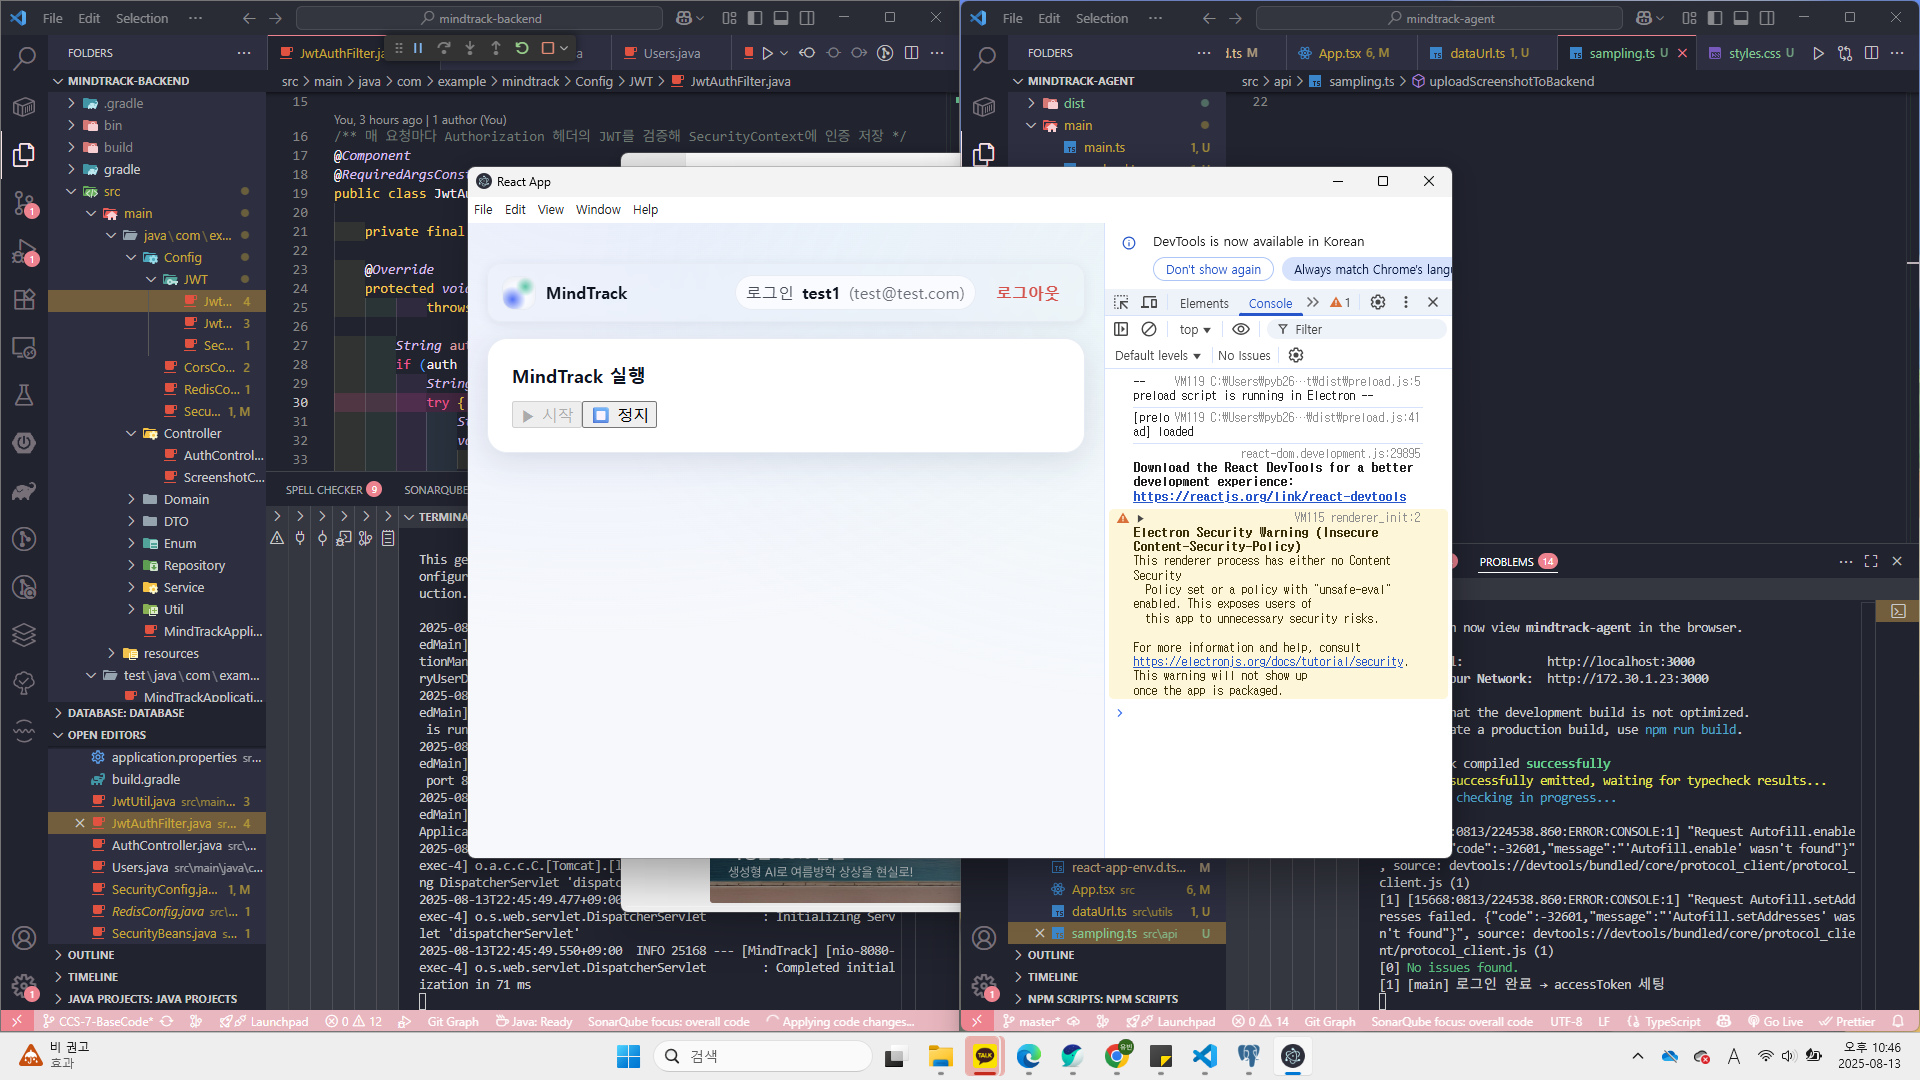 File Edit Selection ··· mindtrack-backend
FOLDERS ···
MINDTRACK-BACKEND
.gradle
bin
build
gradle
src
main
java\com\ex...
Config
JWT
Jwt... 4
Jwt... 3
Sec... 1
CorsCo... 2
RedisCo... 1
Secu... 1, M
Controller
AuthControl...
ScreenshotC...
Domain
DTO
Enum
Repository
Service
Util
MindTrackAppli...
resources
test\java\com\exam...
MindTrackApplicati...
DATABASE: DATABASE
OPEN EDITORS
application.properties sr...
build.gradle
JwtUtil.java src\main... 3
JwtAuthFilter.java sr... 4
AuthController.java src\...
Users.java src\main\java\c...
SecurityConfig.ja... 1, M
RedisConfig.java src\... 1
SecurityBeans.java s... 1
OUTLINE
TIMELINE
JAVA PROJECTS: JAVA PROJECTS
JwtAuthFilter.ja
Users.java
src > main > java > com > example > mindtrack > Config > JWT > JwtAuthFilter.java
15
You, 3 hours ago | 1 author (You)
16 /** 매 요청마다 Authorization 헤더의 JWT를 검증해 SecurityContext에 인증 저장 */
17 @Component
18 @RequiredArgsConst
19 public class JwtAu
20
21 private final
22
23 @Override
24 protected void
25 throws
26
27 String aut
28 if (auth
29 String
30 try {
31 St
32 vo
33
SPELL CHECKER 9 SONARQUBE
TERMINA
This ge
onfigur
uction.
2025-08
edMain]
tionMan
ryUserD
2025-08
edMain]
is run
2025-08
edMain]
port 8
2025-08
edMain]
Applica
exec-4] o.a.c.c.C.[Tomcat].[l
ng DispatcherServlet 'dispatc
2025-08-13T22:45:49.477+09:00
exec-4] o.s.web.servlet.DispatcherServlet : Initializing Serv
let 'dispatcherServlet'
2025-08-13T22:45:49.550+09:00 INFO 25168 --- [MindTrack] [nio-8080-
exec-4] o.s.web.servlet.DispatcherServlet : Completed initial
ization in 71 ms
생성형 AI로 여름방학 상상을 현실로!
CCS-7-BaseCode* Launchpad 0 12 Git Graph Java: Ready SonarQube focus: overall code Applying code changes...
React App
File Edit View Window Help
MindTrack 로그인 test1 (test@test.com) 로그아웃
MindTrack 실행
▶ 시작 정지
DevTools is now available in Korean
Don't show again Always match Chrome's langu
Elements Console 1
top Filter
Default levels No Issues
-- VM119 C:\Users\pyb26…t\dist\preload.js:5
preload script is running in Electron --
[prelo VM119 C:\Users\pyb26…\dist\preload.js:41
ad] loaded
react-dom.development.js:29895
Download the React DevTools for a better
development experience:
https://reactjs.org/link/react-devtools
VM115 renderer_init:2
Electron Security Warning (Insecure
Content-Security-Policy)
This renderer process has either no Content
Security
Policy set or a policy with "unsafe-eval"
enabled. This exposes users of
this app to unnecessary security risks.
For more information and help, consult
https://electronjs.org/docs/tutorial/security.
This warning will not show up
once the app is packaged.
File Edit Selection ··· mindtrack-agent
FOLDERS ···
MINDTRACK-AGENT
dist
main
main.ts 1, U
d.ts M App.tsx 6, M dataUrl.ts 1, U sampling.ts U styles.css U
src > api > sampling.ts > uploadScreenshotToBackend
22
PROBLEMS 14
now view mindtrack-agent in the browser.
l: http://localhost:3000
our Network: http://172.30.1.23:3000
hat the development build is not optimized.
ate a production build, use npm run build.
k compiled successfully
successfully emitted, waiting for typecheck results...
checking in progress...
:0813/224538.860:ERROR:CONSOLE:1] "Request Autofill.enable
"code":-32601,"message":"'Autofill.enable' wasn't found"}"
, source: devtools://devtools/bundled/core/protocol_client/protocol_
client.js (1)
[1] [15668:0813/224538.860:ERROR:CONSOLE:1] "Request Autofill.setAdd
resses failed. {"code":-32601,"message":"'Autofill.setAddresses' was
n't found"}", source: devtools://devtools/bundled/core/protocol_clie
nt/protocol_client.js (1)
[0] No issues found.
[1] [main] 로그인 완료 → accessToken 세팅
react-app-env.d.ts... M
App.tsx src 6, M
dataUrl.ts src\utils 1, U
sampling.ts src\api U
OUTLINE
TIMELINE
NPM SCRIPTS: NPM SCRIPTS
master* Launchpad 0 14 Git Graph SonarQube focus: overall code UTF-8 LF TypeScript Go Live Prettier
비 권고
효과
검색
TALK
유빈
A
오후 10:46
2025-08-13